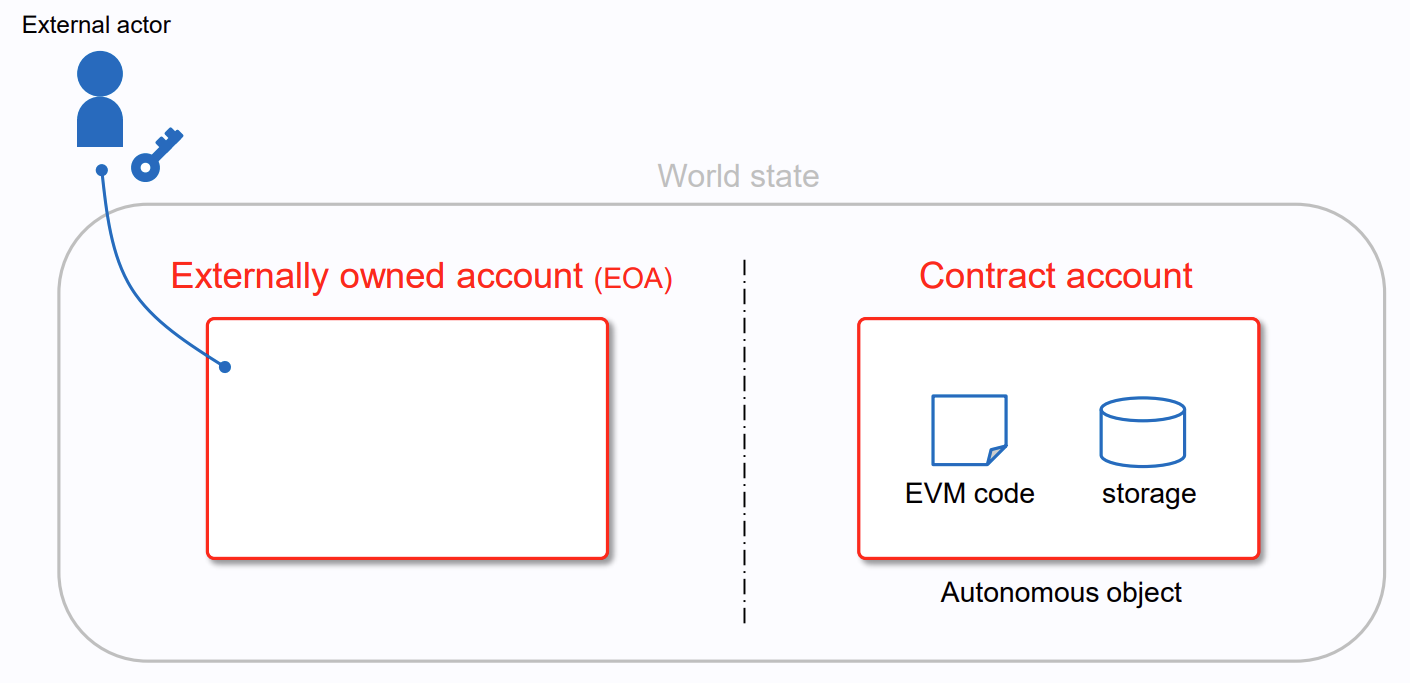 External actor
World state
Externally owned account (EOA)
Contract account
EVM code
storage
Autonomous object